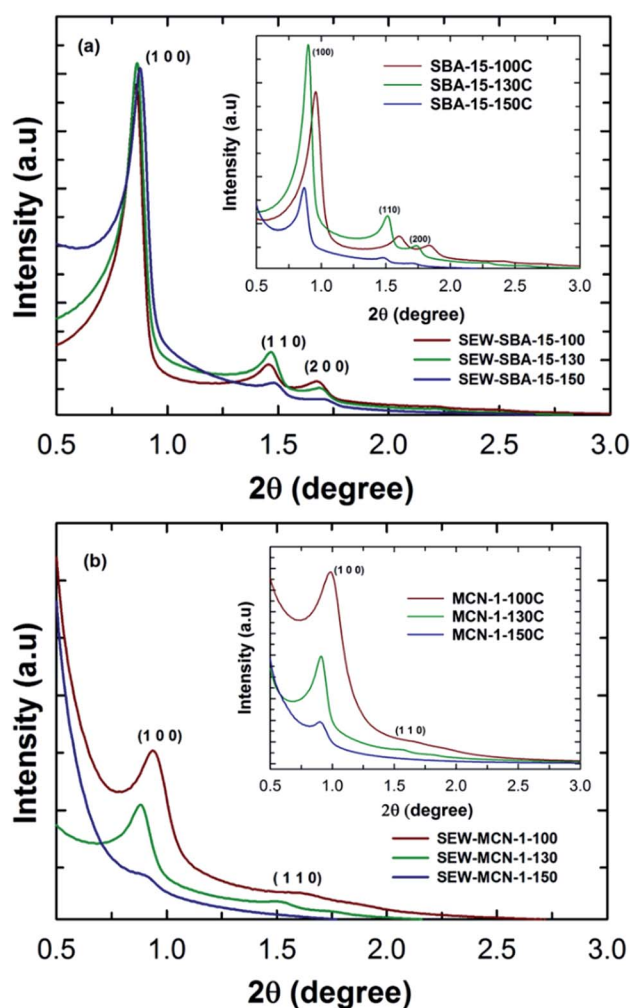 (a)
(1 0 0)
(1 1 0)
(2 0 0)
SEW-SBA-15-100
SEW-SBA-15-130
SEW-SBA-15-150
Intensity (a.u)
0.5 1.0 1.5 2.0 2.5 3.0
2θ (degree)
(100)
(110)
(200)
SBA-15-100C
SBA-15-130C
SBA-15-150C
Intensity (a.u)
0.5 1.0 1.5 2.0 2.5 3.0
2θ (degree)
(b)
(1 0 0)
(1 1 0)
SEW-MCN-1-100
SEW-MCN-1-130
SEW-MCN-1-150
Intensity (a.u)
0.5 1.0 1.5 2.0 2.5 3.0
2θ (degree)
(1 0 0)
(1 1 0)
MCN-1-100C
MCN-1-130C
MCN-1-150C
Intensity (a.u)
0.5 1.0 1.5 2.0 2.5 3.0
2θ (degree)